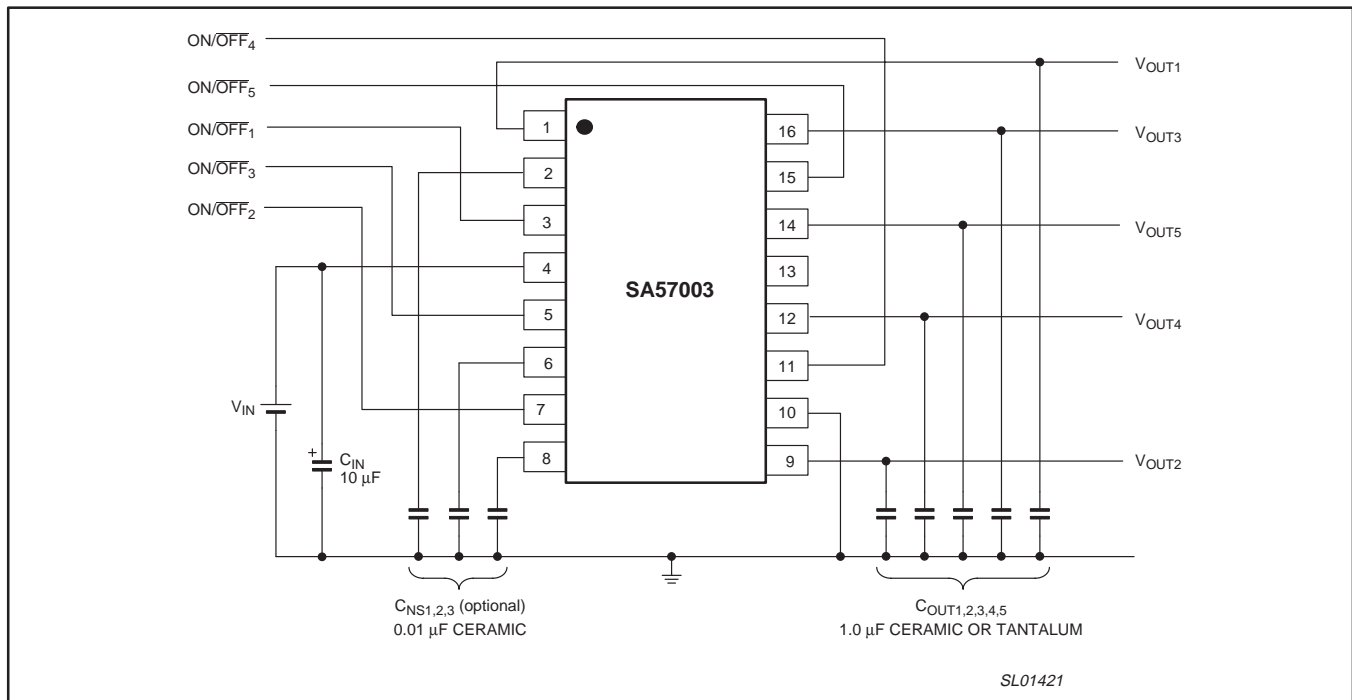 ON/OFF4
VOUT1
ON/OFF5
ON/OFF1
VOUT3
ON/OFF3
ON/OFF2
VOUT5
VOUT4
VOUT2
1
2
3
4
5
6
7
8
SA57003
16
15
14
13
12
11
10
9
VIN
+
CIN
10 μF
CNS1,2,3 (optional)
0.01 μF CERAMIC
COUT1,2,3,4,5
1.0 μF CERAMIC OR TANTALUM
SL01421